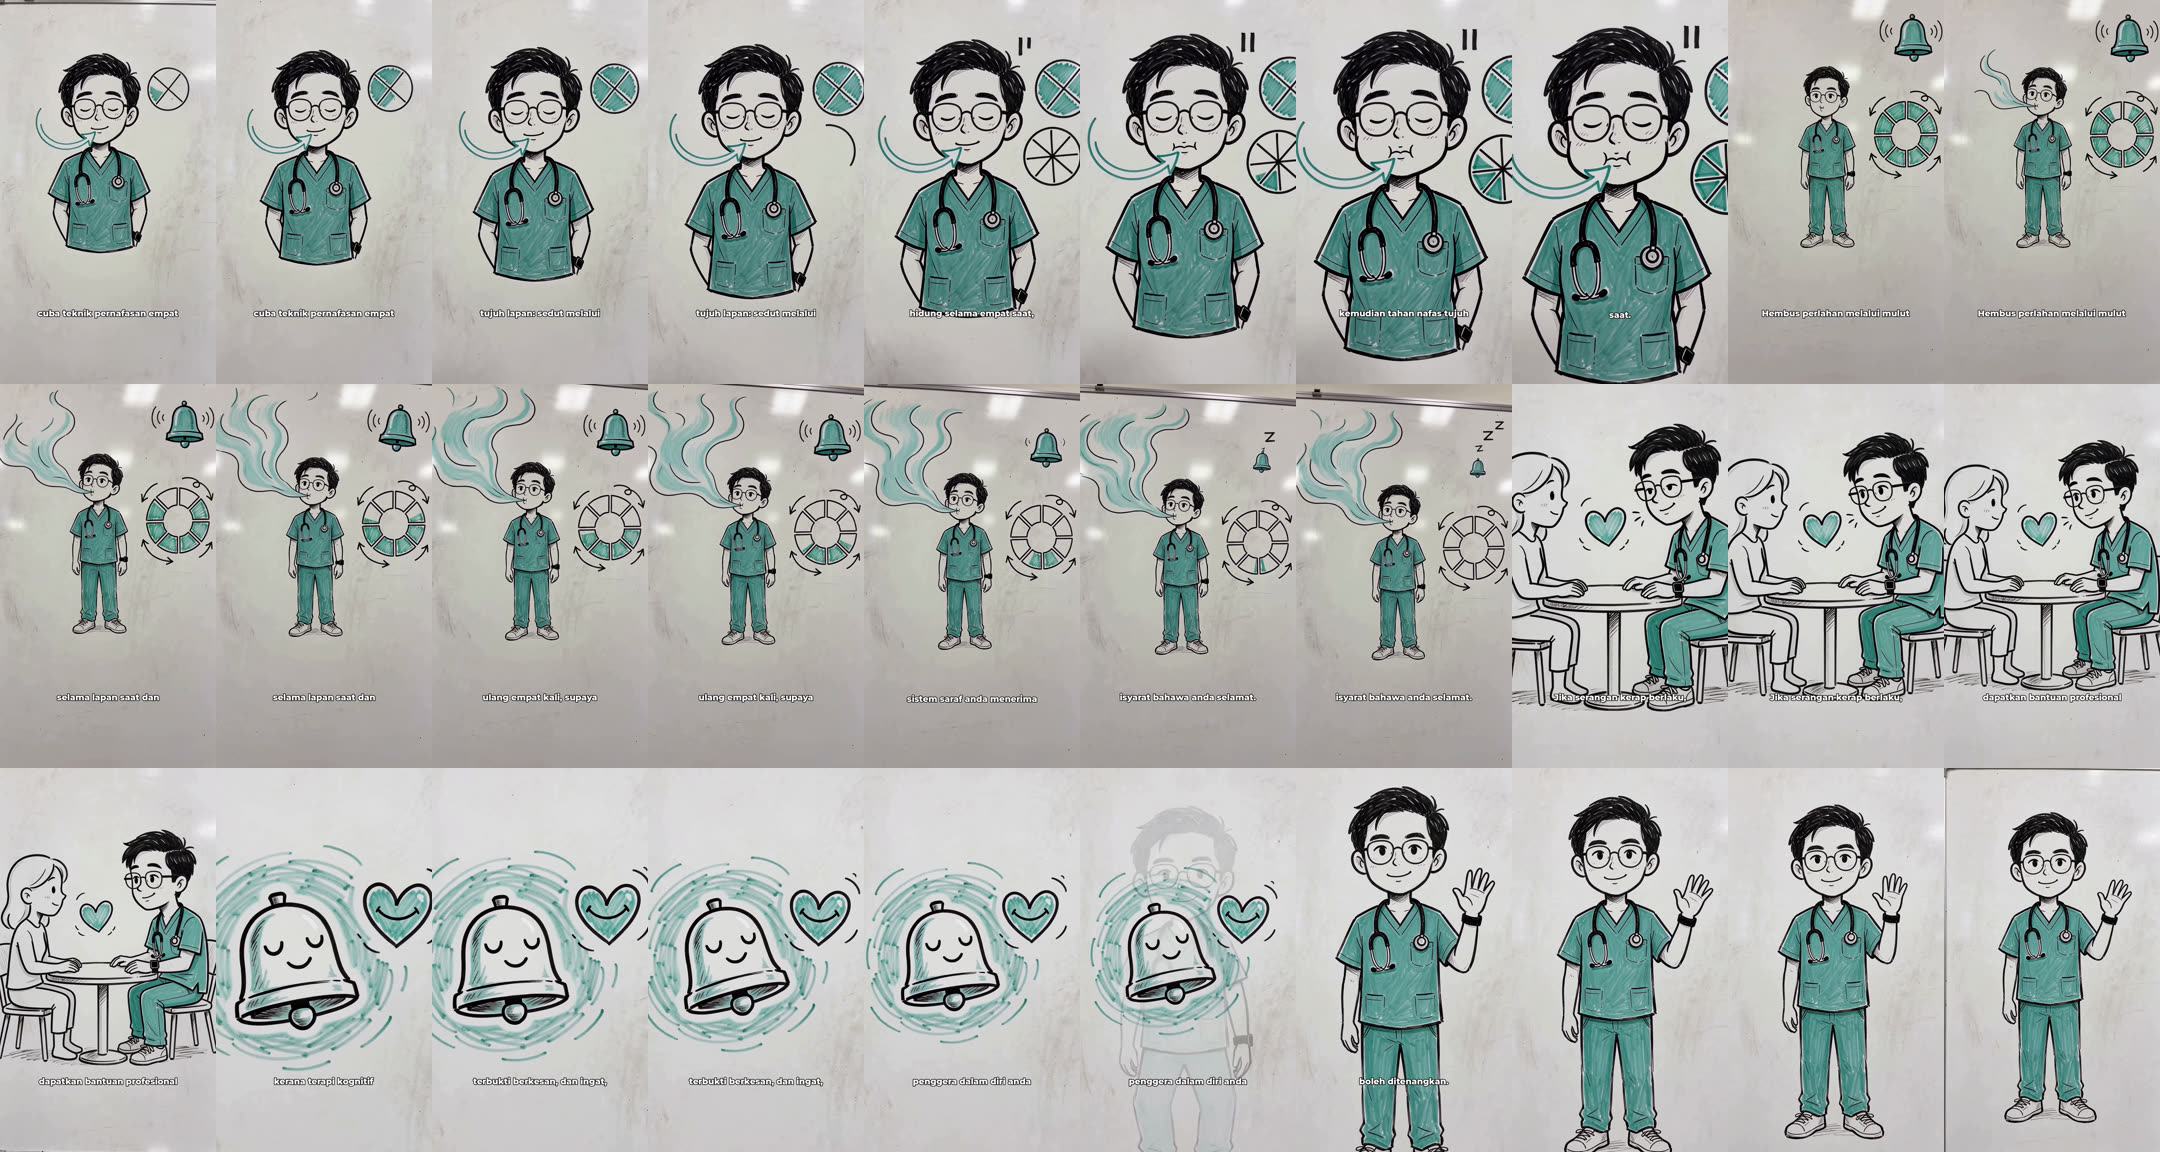 cuba teknik pernafasan empat
cuba teknik pernafasan empat
tujuh lapan: sedut melalui
tujuh lapan: sedut melalui
hidung selama empat saat,
kemudian tahan nafas tujuh
saat.
Hembus perlahan melalui mulut
Hembus perlahan melalui mulut
selama lapan saat dan
selama lapan saat dan
ulang empat kali, supaya
ulang empat kali, supaya
sistem saraf anda menerima
z
isyarat bahawa anda selamat.
z z z
isyarat bahawa anda selamat.
Jika serangan kerap berlaku,
Jika serangan kerap berlaku,
dapatkan bantuan profesional
dapatkan bantuan profesional
kerana terapi kognitif
terbukti berkesan, dan ingat,
terbukti berkesan, dan ingat,
penggera dalam diri anda
penggera dalam diri anda
boleh ditenangkan.